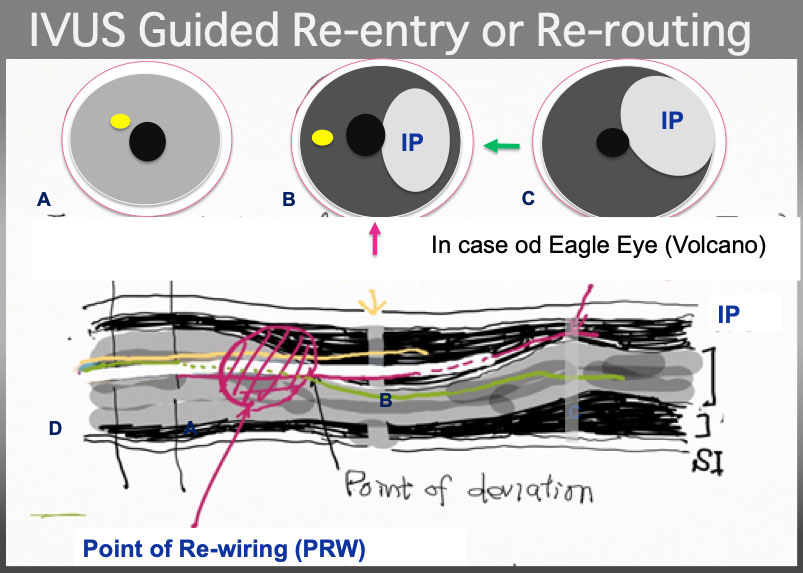 IVUS Guided Re-entry or Re-routing
IP
IP
A
B
C
In case od Eagle Eye (Volcano)
IP
B
D
A
SI
Point of deviation
Point of Re-wiring (PRW)